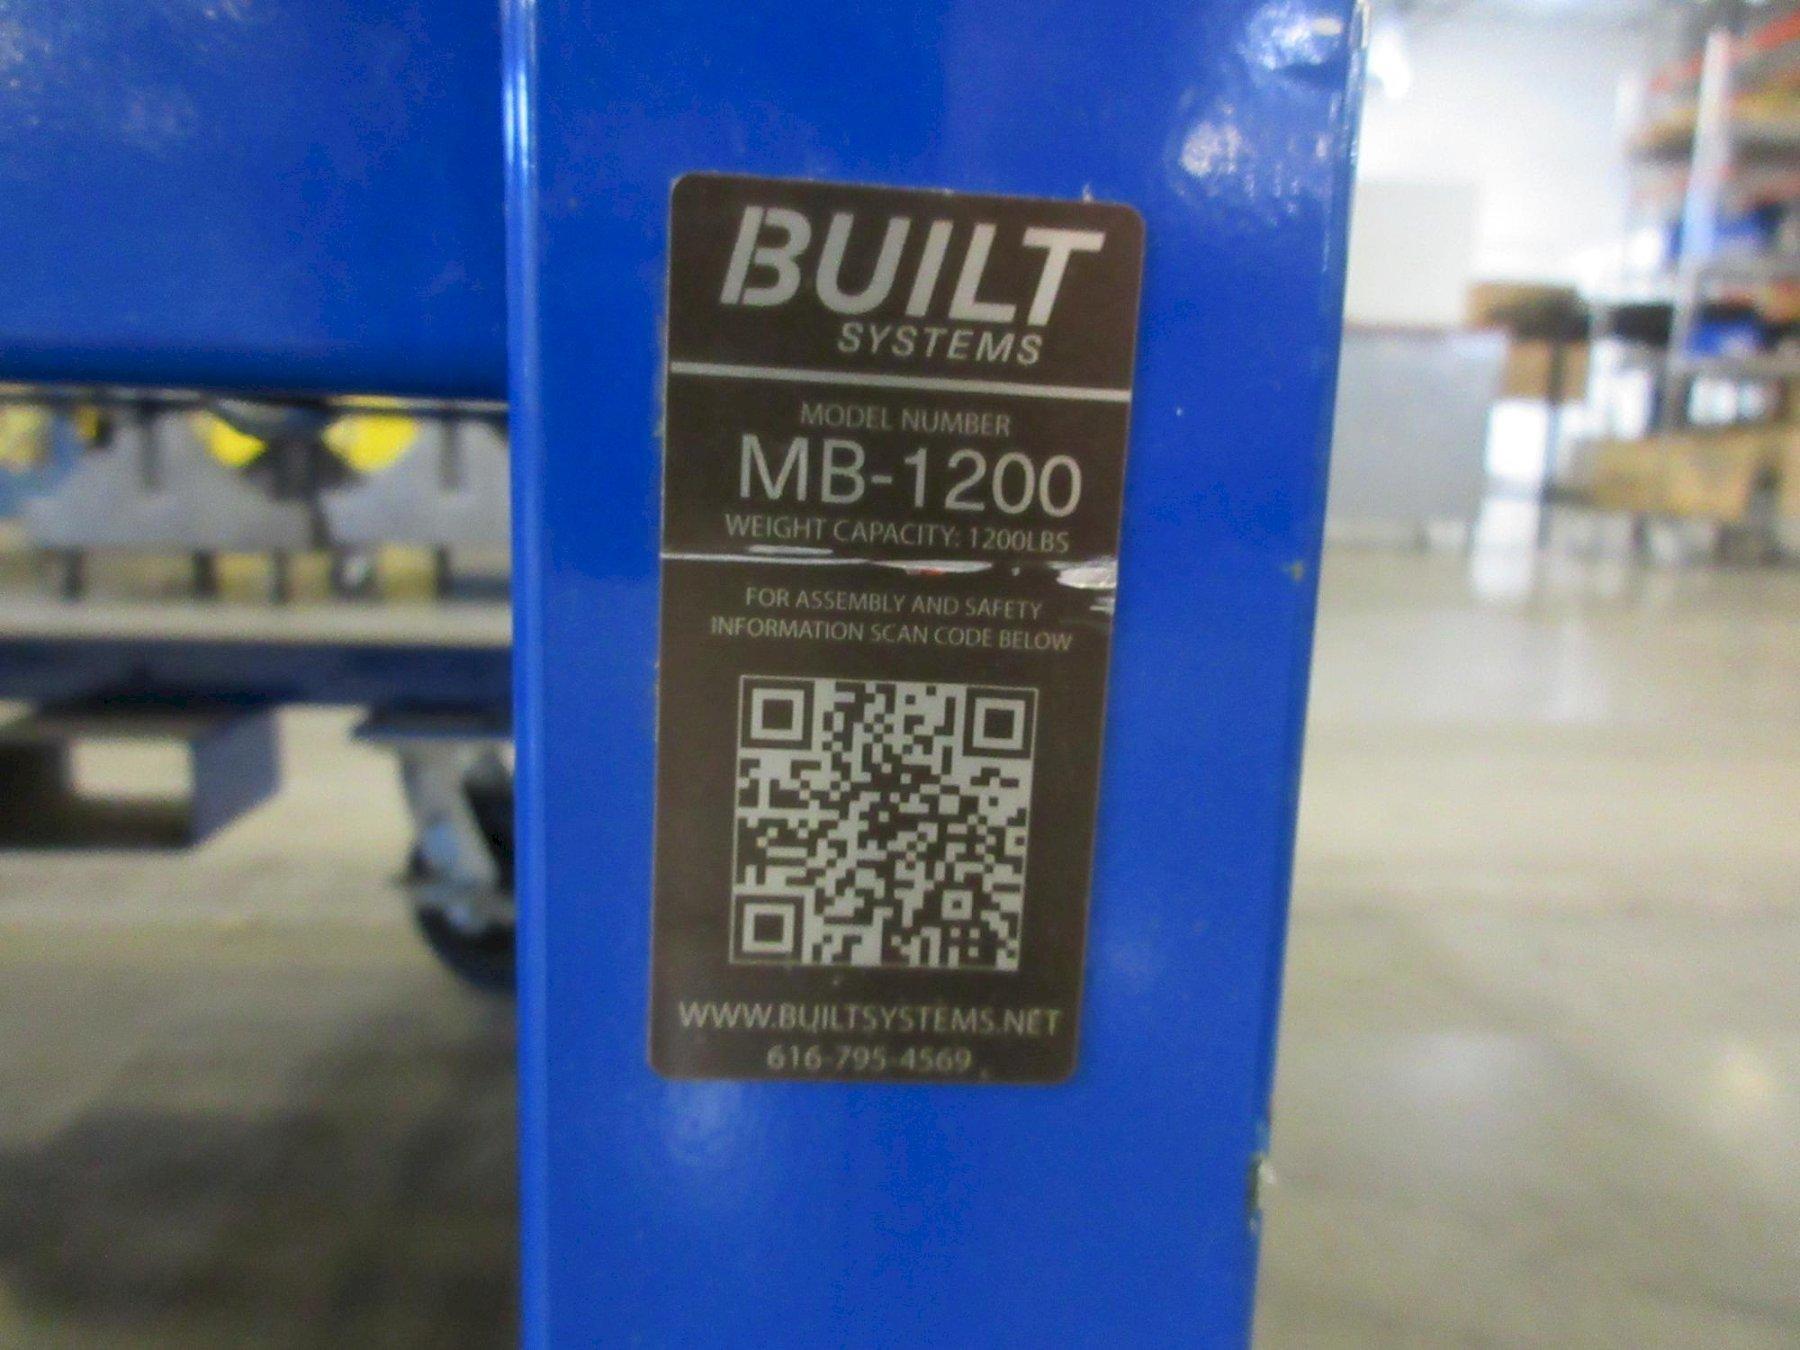 BUILT
SYSTEMS
MODEL NUMBER
MB-1200
WEIGHT CAPACITY: 1200LBS
FOR ASSEMBLY AND SAFETY
INFORMATION SCAN CODE BELOW
WWW.BUILTSYSTEMS.NET
616-795-4569